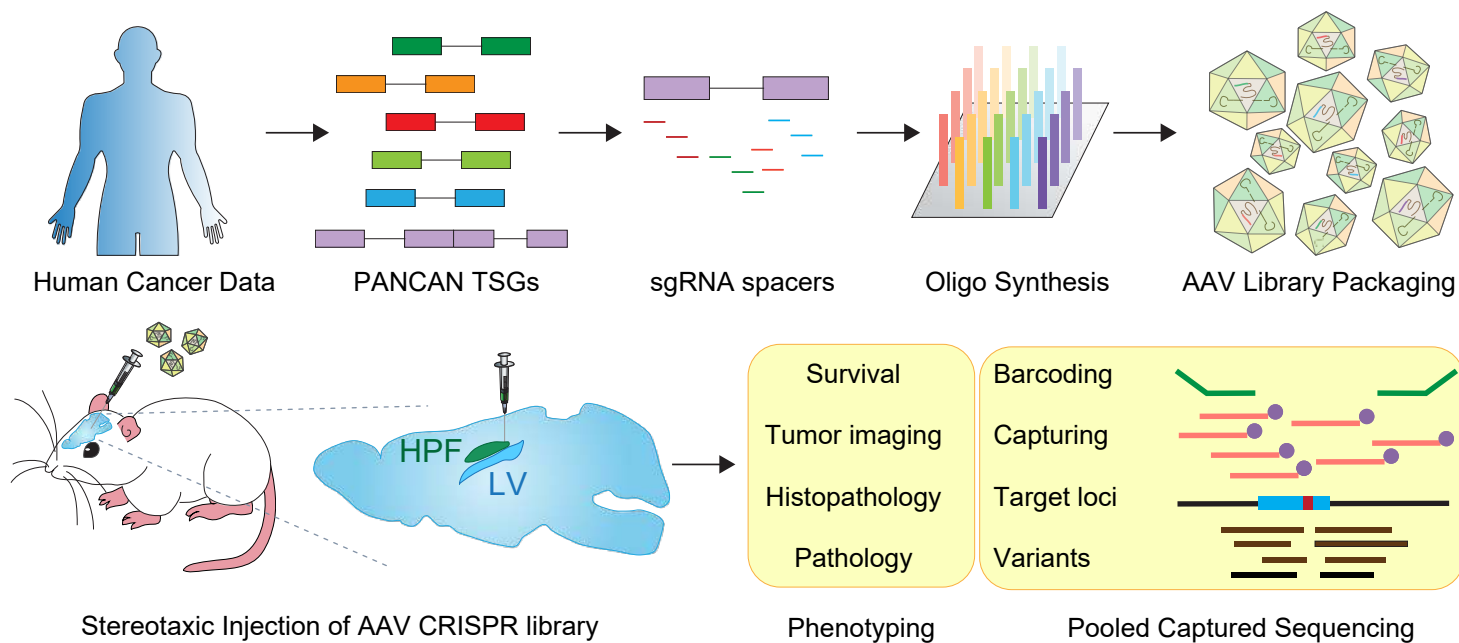 Human Cancer Data
PANCAN TSGs
sgRNA spacers
Oligo Synthesis
AAV Library Packaging
HPF
LV
Survival
Tumor imaging
Histopathology
Pathology
Barcoding
Capturing
Target loci
Variants
Stereotaxic Injection of AAV CRISPR library
Phenotyping
Pooled Captured Sequencing